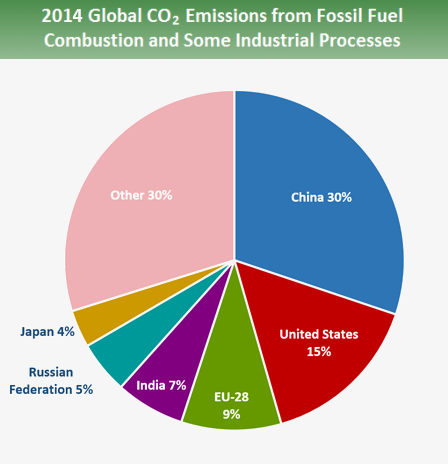 2014 Global CO₂ Emissions from Fossil Fuel
Combustion and Some Industrial Processes
Other 30%
China 30%
United States
15%
EU-28
9%
India 7%
Russian
Federation 5%
Japan 4%